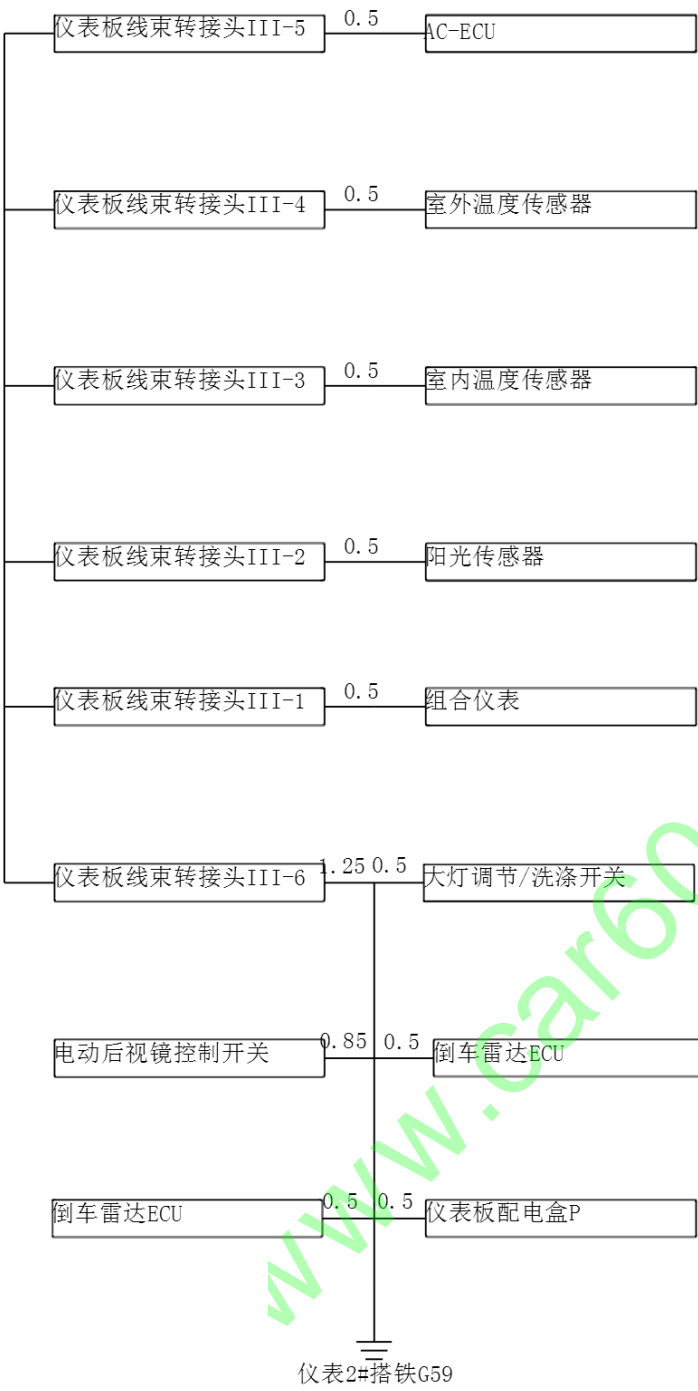 仪表板线束转接头III-5 0.5 AC-ECU
仪表板线束转接头III-4 0.5 室外温度传感器
仪表板线束转接头III-3 0.5 室内温度传感器
仪表板线束转接头III-2 0.5 阳光传感器
仪表板线束转接头III-1 0.5 组合仪表
仪表板线束转接头III-6 1.25 0.5 大灯调节/洗涤开关
电动后视镜控制开关 0.85 0.5 倒车雷达ECU
倒车雷达ECU 0.5 0.5 仪表板配电盒P
仪表2#搭铁G59
www.car60